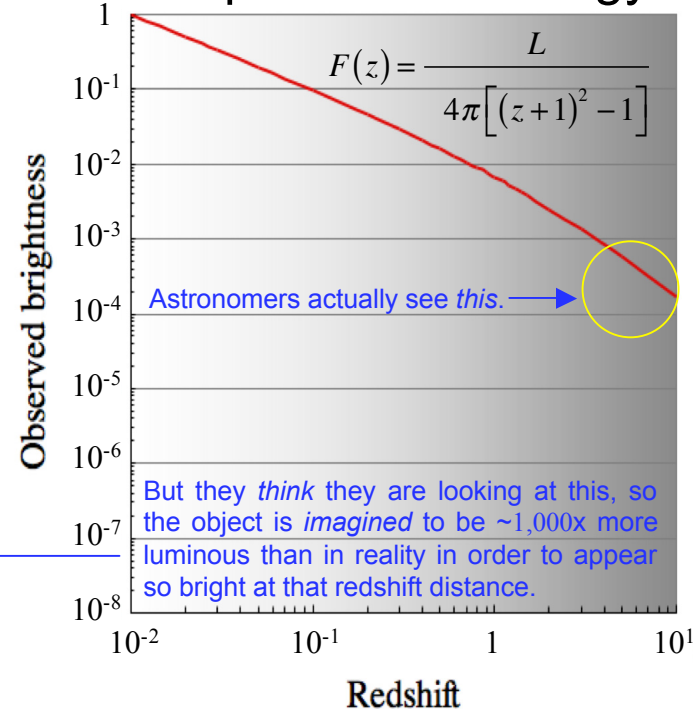 1
F(z) = L / 4π[(z+1)² − 1]
10⁻¹
10⁻²
10⁻³
Astronomers actually see this.
10⁻⁴
10⁻⁵
10⁻⁶
But they think they are looking at this, so
the object is imagined to be ~1,000x more
10⁻⁷
luminous than in reality in order to appear
so bright at that redshift distance.
10⁻⁸
Observed brightness
10⁻² 10⁻¹ 1 10¹
Redshift